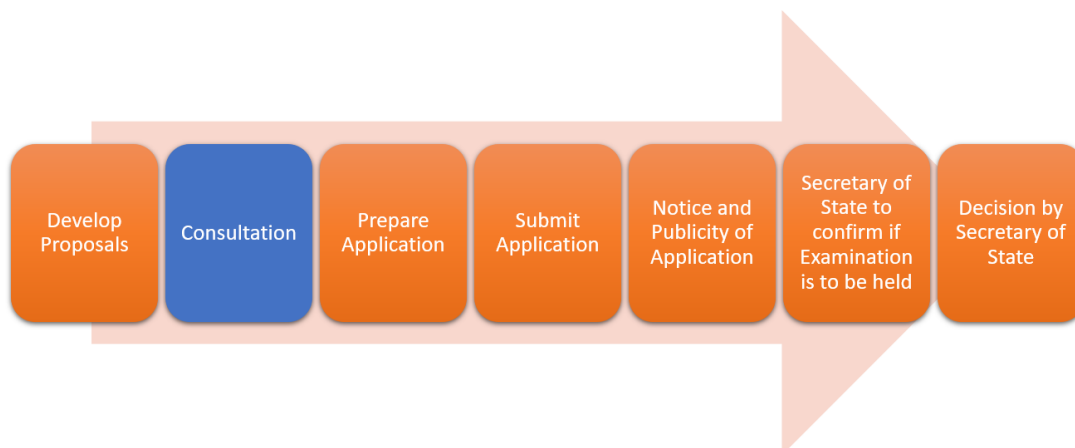 Develop
Proposals
Consultation
Prepare
Application
Submit
Application
Notice and
Publicity of
Application
Secretary of
State to
confirm if
Examination
is to be held
Decision by
Secretary of
State